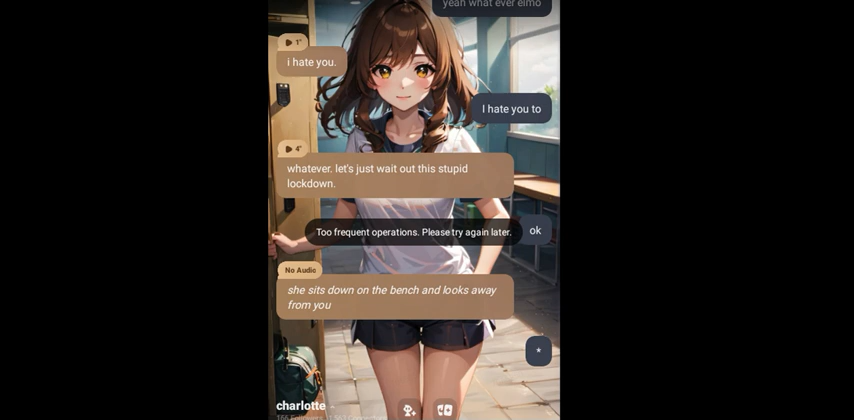 yeah what ever eimo
1"
i hate you.
I hate you to
4"
whatever. let's just wait out this stupid
lockdown.
Too frequent operations. Please try again later.
ok
No Audio
she sits down on the bench and looks away
from you
*
charlotte